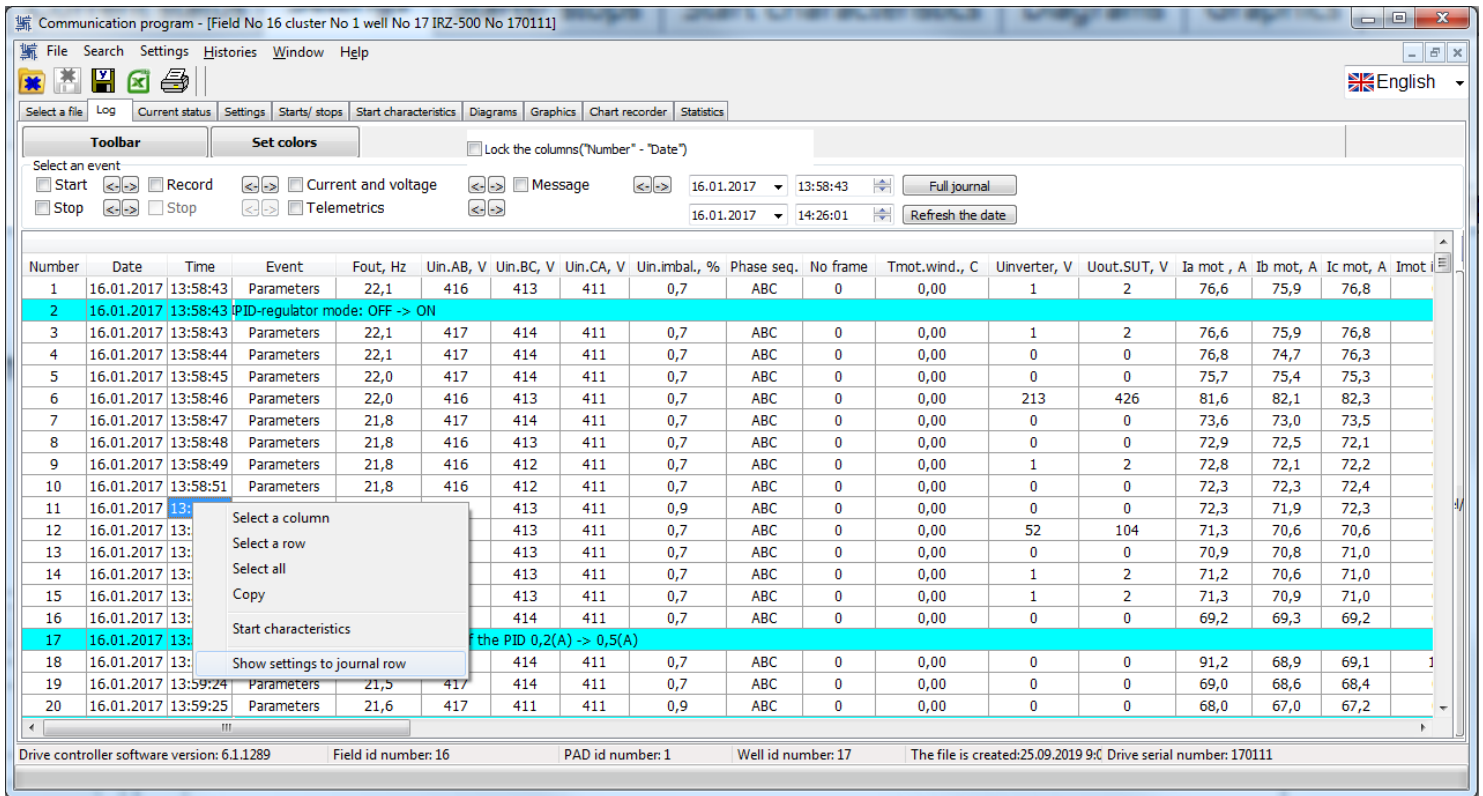 Communication program - [Field No 16 cluster No 1 well No 17 IRZ-500 No 170111]
File Search Settings Histories Window Help
English
Select a file Log Current status Settings Starts/ stops Start characteristics Diagrams Graphics Chart recorder Statistics
Toolbar Set colors Lock the columns("Number" - "Date")
Select an event
Start <- -> Record <- -> Current and voltage <- -> Message <- -> 16.01.2017 13:58:43 Full journal
Stop <- -> Stop <- -> Telemetrics <- -> 16.01.2017 14:26:01 Refresh the date
Number Date Time Event Fout, Hz Uin.AB, V Uin.BC, V Uin.CA, V Uin.imbal., % Phase seq. No frame Tmot.wind., C Uinverter, V Uout.SUT, V Ia mot , A Ib mot, A Ic mot, A Imot i
1 16.01.2017 13:58:43 Parameters 22,1 416 413 411 0,7 ABC 0 0,00 1 2 76,6 75,9 76,8
2 16.01.2017 13:58:43 PID-regulator mode: OFF -> ON
3 16.01.2017 13:58:43 Parameters 22,1 417 414 411 0,7 ABC 0 0,00 1 2 76,6 75,9 76,8
4 16.01.2017 13:58:44 Parameters 22,1 417 414 411 0,7 ABC 0 0,00 0 0 76,8 74,7 76,3
5 16.01.2017 13:58:45 Parameters 22,0 417 414 411 0,7 ABC 0 0,00 0 0 75,7 75,4 75,3
6 16.01.2017 13:58:46 Parameters 22,0 416 413 411 0,7 ABC 0 0,00 213 426 81,6 82,1 82,3
7 16.01.2017 13:58:47 Parameters 21,8 417 414 411 0,7 ABC 0 0,00 0 0 73,6 73,0 73,5
8 16.01.2017 13:58:48 Parameters 21,8 416 413 411 0,7 ABC 0 0,00 0 0 72,9 72,5 72,1
9 16.01.2017 13:58:49 Parameters 21,8 416 412 411 0,7 ABC 0 0,00 1 2 72,8 72,1 72,2
10 16.01.2017 13:58:51 Parameters 21,8 416 412 411 0,7 ABC 0 0,00 0 0 72,3 72,3 72,4
11 16.01.2017 13: 413 411 0,9 ABC 0 0,00 0 0 72,3 71,9 72,3
Select a column
12 16.01.2017 13: 413 411 0,7 ABC 0 0,00 52 104 71,3 70,6 70,6
Select a row
13 16.01.2017 13: 413 411 0,7 ABC 0 0,00 0 0 70,9 70,8 71,0
Select all
14 16.01.2017 13: 413 411 0,7 ABC 0 0,00 1 2 71,2 70,6 71,0
Copy
15 16.01.2017 13: 413 411 0,7 ABC 0 0,00 1 2 71,3 70,9 71,0
16 16.01.2017 13: 414 411 0,7 ABC 0 0,00 0 0 69,2 69,3 69,2
Start characteristics
17 16.01.2017 13: f the PID 0,2(A) -> 0,5(A)
18 16.01.2017 13: 414 411 0,7 ABC 0 0,00 0 0 91,2 68,9 69,1 1
Show settings to journal row
19 16.01.2017 13:59:24 Parameters 21,5 417 414 411 0,7 ABC 0 0,00 0 0 69,0 68,6 68,4
20 16.01.2017 13:59:25 Parameters 21,6 417 411 411 0,9 ABC 0 0,00 0 0 68,0 67,0 67,2
Drive controller software version: 6.1.1289 Field id number: 16 PAD id number: 1 Well id number: 17 The file is created:25.09.2019 9:0 Drive serial number: 170111